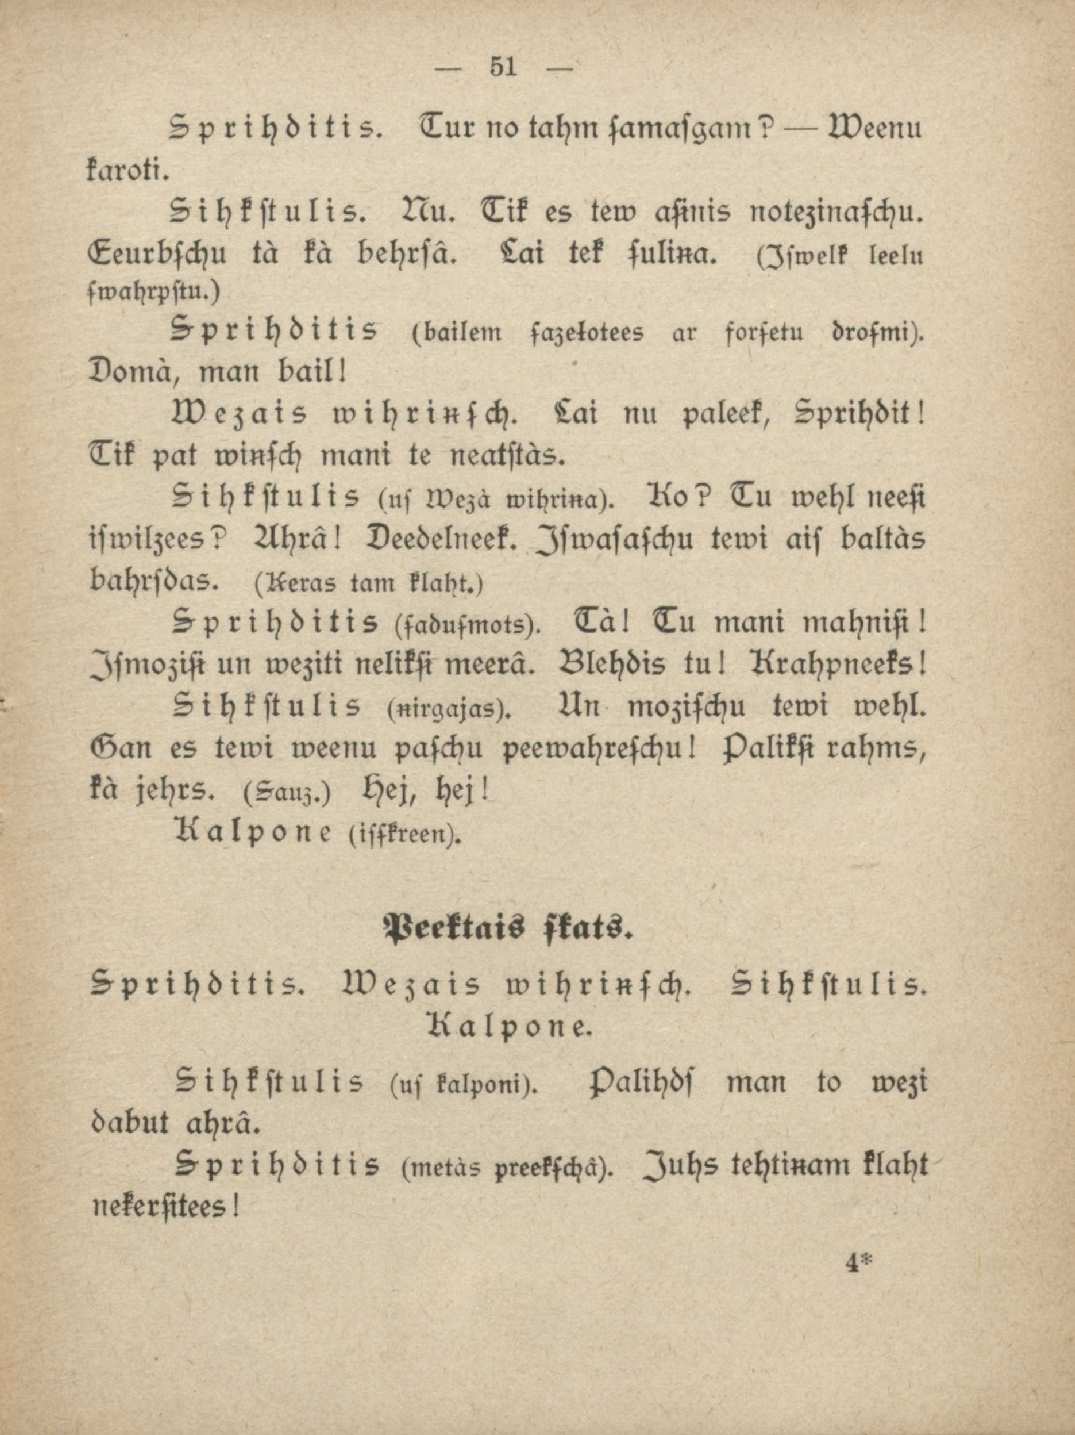 — 51 —
Sprihditis. Tur no tahm ſamaſgam? — Weenu
karoti.
Sihkſtulis. Nu. Tik es tew aſinis notezinaſchu.
Eeurbſchu tà kà behrſâ. Lai tek ſulina. (Iſwelk leelu
ſwahrpſtu.)
Sprihditis (bailem ſazełotees ar ſorſetu droſmi).
Domà, man bail!
Wezais wihrinſch. Lai nu paleek, Sprihdit!
Tik pat winſch mani te neatſtàs.
Sihkſtulis (uſ Wezà wihrina). Ko? Tu wehl neeſi
iſwilzees? Ahrâ! Deedelneek. Iſwaſaſchu tewi aiſ baltàs
bahrſdas. (Keras tam klaht.)
Sprihditis (ſaduſmots). Tà! Tu mani mahniſi!
Iſmoziſi un weziti nelikſi meerâ. Blehdis tu! Krahpneeks!
Sihkſtulis (nirgajas). Un moziſchu tewi wehl.
Gan es tewi weenu paſchu peewahreſchu! Palikſi rahms,
kà jehrs. (Sauz.) Hej, hej!
Kalpone (iſſkreen).
Peektais ſkats.
Sprihditis. Wezais wihrinſch. Sihkſtulis.
Kalpone.
Sihkſtulis (uſ kalponi). Palihdſ man to wezi
dabut ahrâ.
Sprihditis (metàs preekſchâ). Juhs tehtinam klaht
nekerſitees!
4*